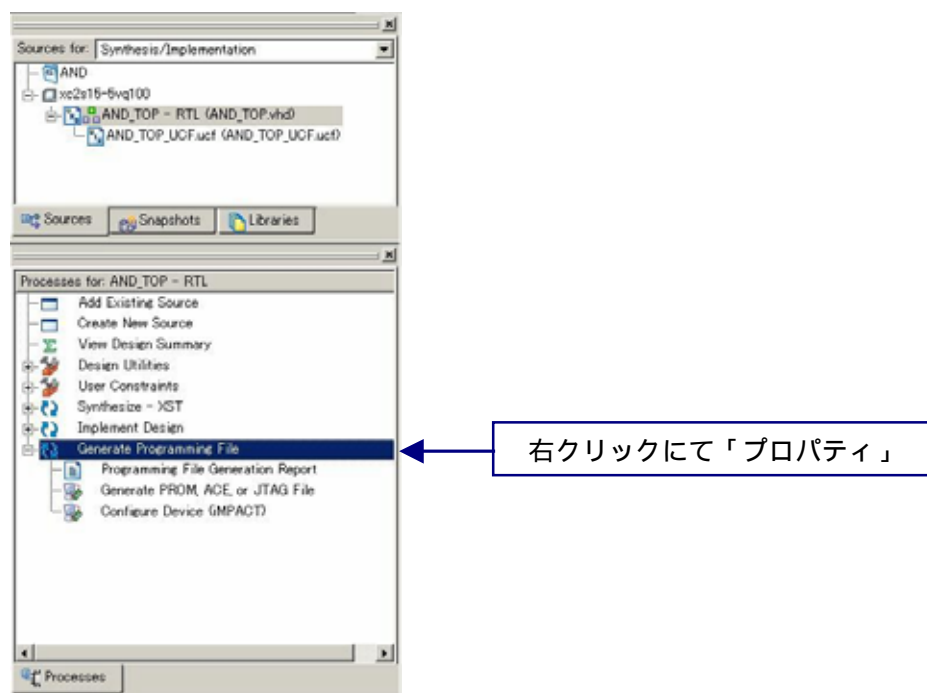 Sources for: Synthesis/Implementation
AND
xc2s15-6vq100
AND_TOP - RTL (AND_TOP.vhd)
AND_TOP_UCF.ucf (AND_TOP_UCF.ucf)
Sources Snapshots Libraries
Processes for: AND_TOP - RTL
Add Existing Source
Create New Source
View Design Summary
Design Utilities
User Constraints
Synthesize - XST
Implement Design
Generate Programming File
Programming File Generation Report
Generate PROM, ACE, or JTAG File
Configure Device (iMPACT)
Processes
右クリックにて「プロパティ」